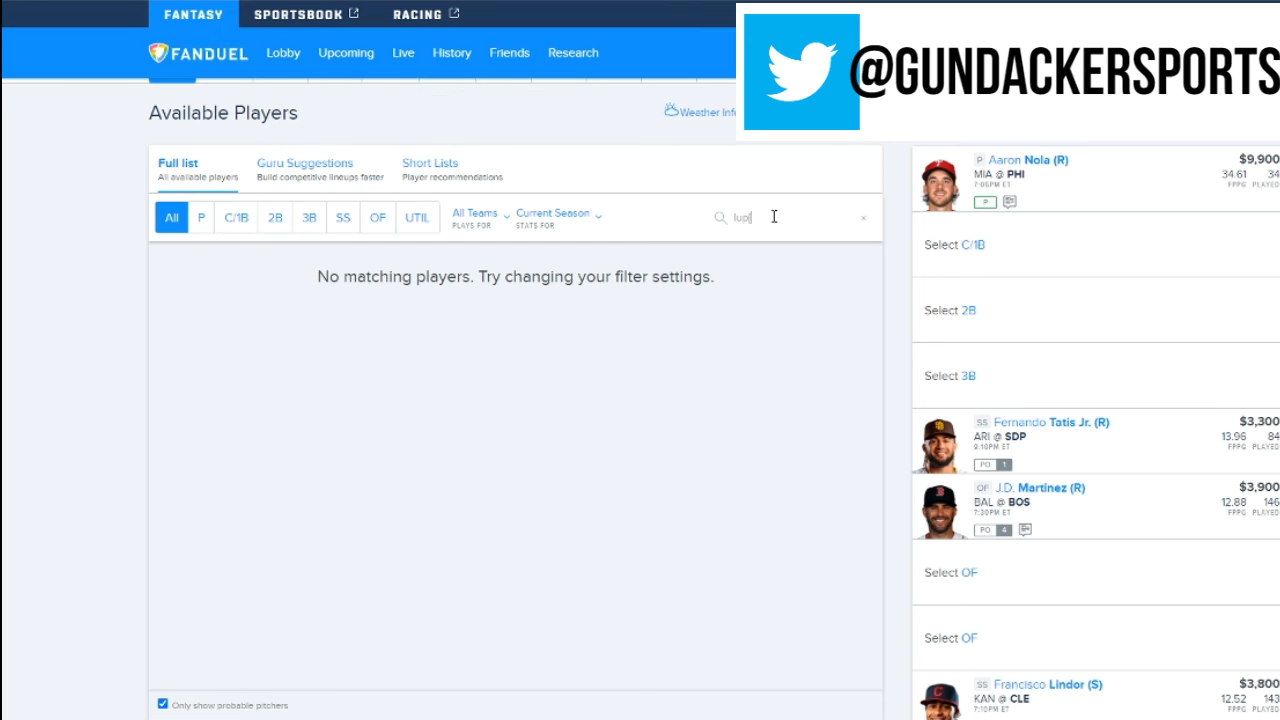 FANTASY SPORTSBOOK RACING
@GUNDACKERSPORTS
FANDUEL Lobby Upcoming Live History Friends Research
Available Players
Weather Inf
Full list
All available players
Guru Suggestions
Build competitive lineups faster
Short Lists
Player recommendations
All P C/1B 2B 3B SS OF UTIL
All Teams
PLAYS FOR
Current Season
STATS FOR
lupl
No matching players. Try changing your filter settings.
Only show probable pitchers
P Aaron Nola (R) $9,900
MIA @ PHI 34.61 34
7:05PM ET FPPG PLAYED
P
Select C/1B
Select 2B
Select 3B
SS Fernando Tatis Jr. (R) $3,300
ARI @ SDP 13.96 84
9:10PM ET FPPG PLAYED
PO 1
OF J.D. Martinez (R) $3,900
BAL @ BOS 12.88 146
7:30PM ET FPPG PLAYED
PO 4
Select OF
Select OF
SS Francisco Lindor (S) $3,800
KAN @ CLE 12.52 143
7:10PM ET FPPG PLAYED